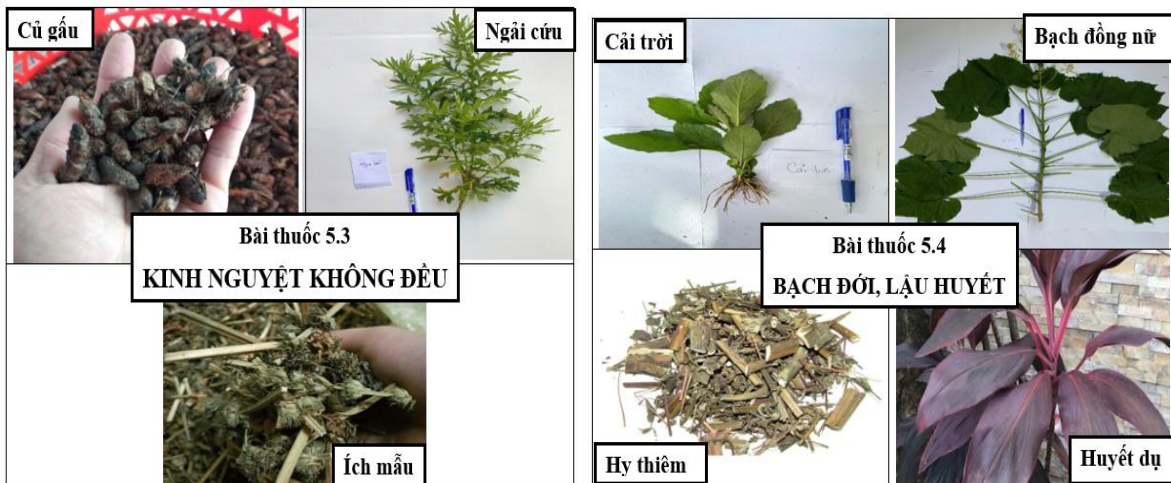 Củ gấu
Ngải cứu
Bài thuốc 5.3
KINH NGUYỆT KHÔNG ĐỀU
Ích mẫu
Cải trời
Bạch đồng nữ
Bài thuốc 5.4
BẠCH ĐỚI, LẬU HUYẾT
Hy thiêm
Huyết dụ